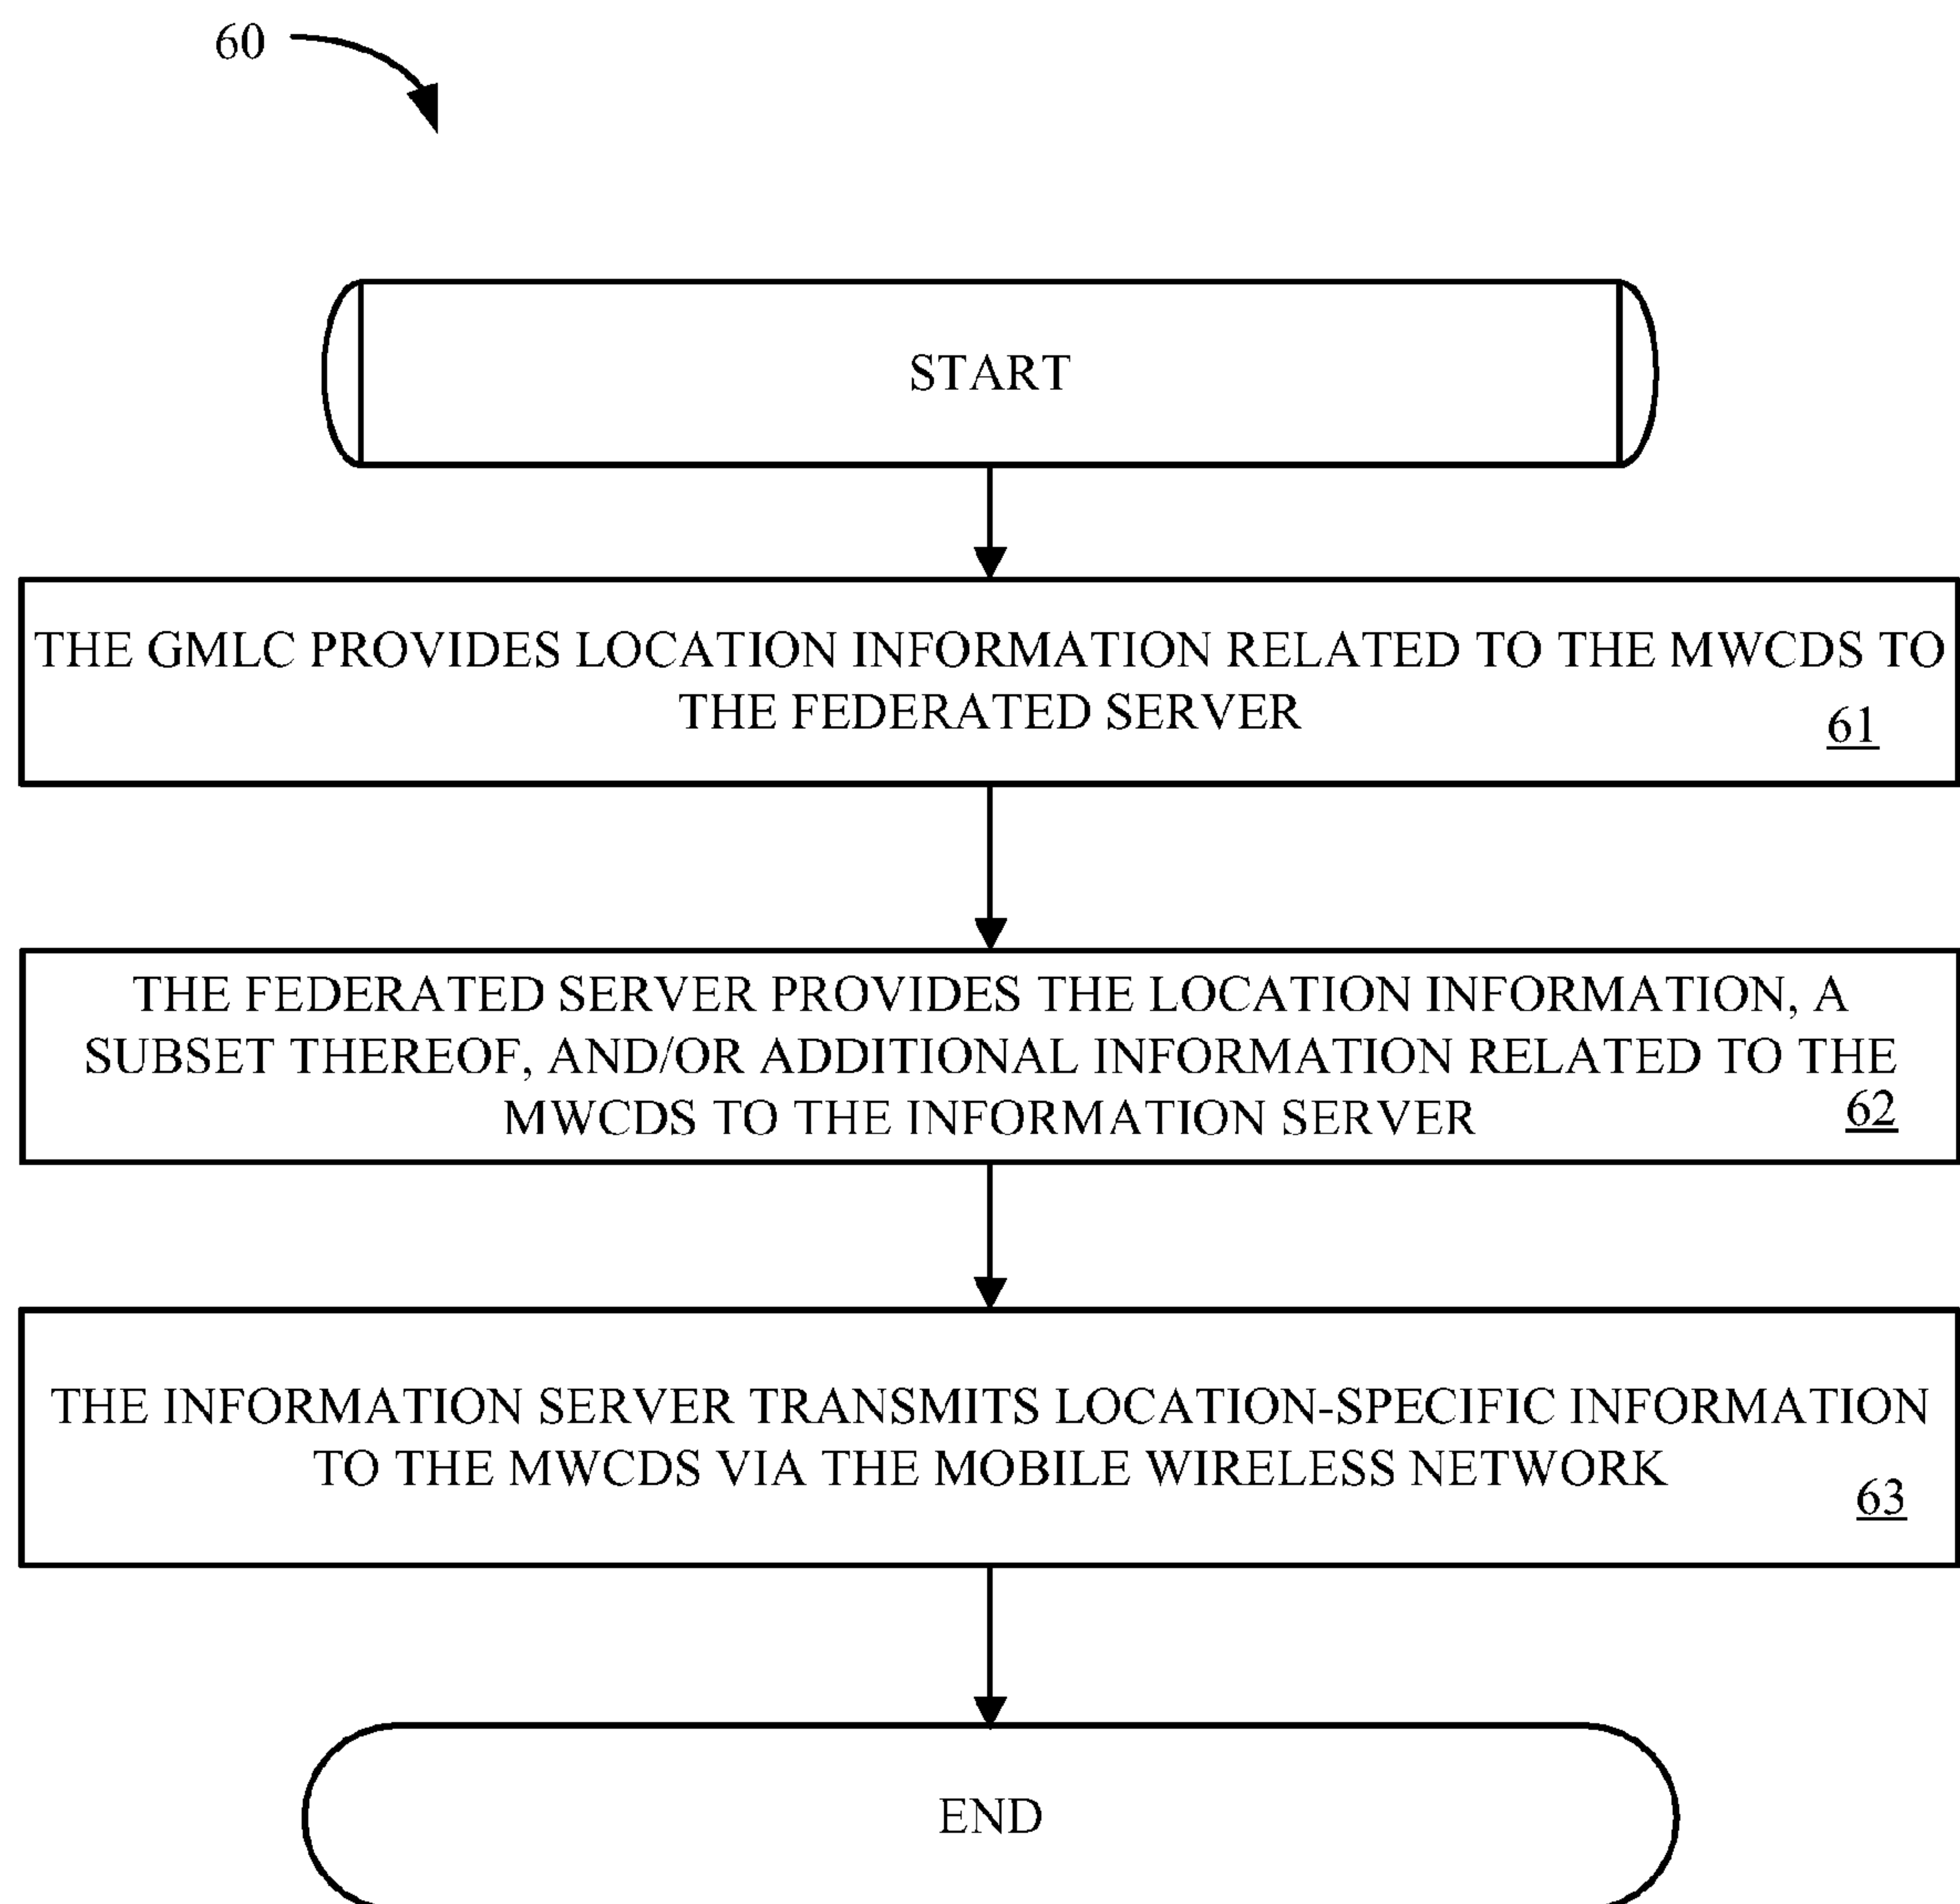 60
START
THE GMLC PROVIDES LOCATION INFORMATION RELATED TO THE MWCDS TO
THE FEDERATED SERVER
61
THE FEDERATED SERVER PROVIDES THE LOCATION INFORMATION, A
SUBSET THEREOF, AND/OR ADDITIONAL INFORMATION RELATED TO THE
MWCDS TO THE INFORMATION SERVER
62
THE INFORMATION SERVER TRANSMITS LOCATION-SPECIFIC INFORMATION
TO THE MWCDS VIA THE MOBILE WIRELESS NETWORK
63
END